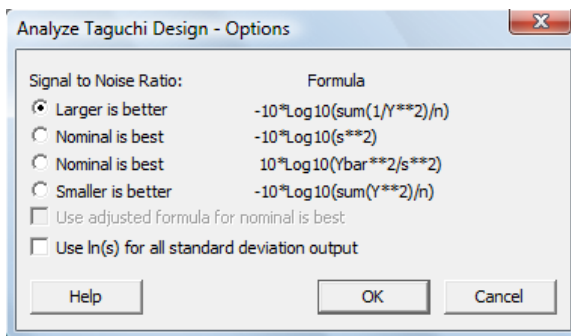 Analyze Taguchi Design - Options
Signal to Noise Ratio: Formula
Larger is better -10*Log10(sum(1/Y**2)/n)
Nominal is best -10*Log10(s**2)
Nominal is best 10*Log10(Ybar**2/s**2)
Smaller is better -10*Log10(sum(Y**2)/n)
Use adjusted formula for nominal is best
Use ln(s) for all standard deviation output
Help OK Cancel